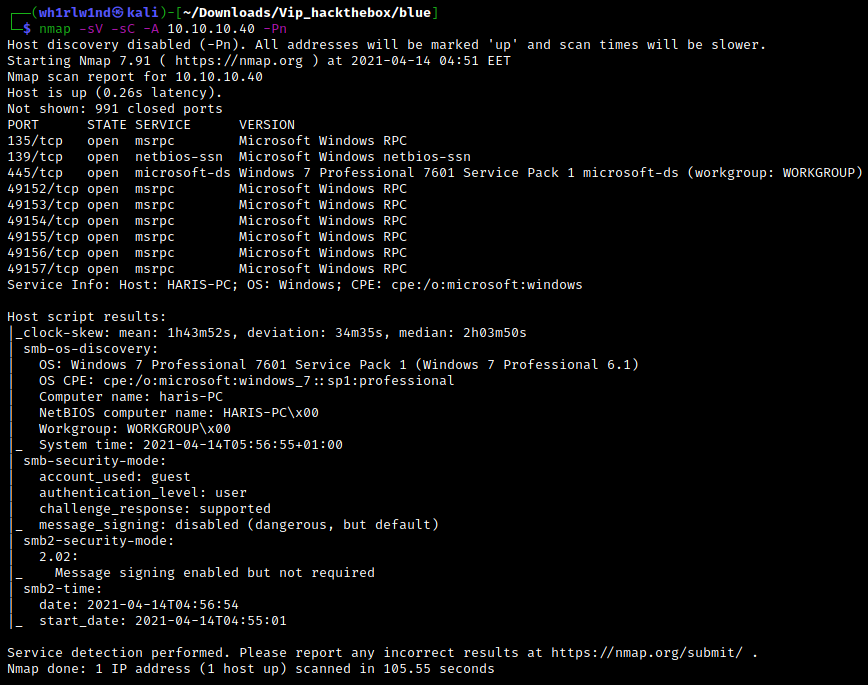 ┌──(wh1rlw1nd㉿kali)-[~/Downloads/Vip_hackthebox/blue]
└─$ nmap -sV -sC -A 10.10.10.40 -Pn
Host discovery disabled (-Pn). All addresses will be marked 'up' and scan times will be slower.
Starting Nmap 7.91 ( https://nmap.org ) at 2021-04-14 04:51 EET
Nmap scan report for 10.10.10.40
Host is up (0.26s latency).
Not shown: 991 closed ports
PORT      STATE SERVICE      VERSION
135/tcp   open  msrpc        Microsoft Windows RPC
139/tcp   open  netbios-ssn  Microsoft Windows netbios-ssn
445/tcp   open  microsoft-ds Windows 7 Professional 7601 Service Pack 1 microsoft-ds (workgroup: WORKGROUP)
49152/tcp open  msrpc        Microsoft Windows RPC
49153/tcp open  msrpc        Microsoft Windows RPC
49154/tcp open  msrpc        Microsoft Windows RPC
49155/tcp open  msrpc        Microsoft Windows RPC
49156/tcp open  msrpc        Microsoft Windows RPC
49157/tcp open  msrpc        Microsoft Windows RPC
Service Info: Host: HARIS-PC; OS: Windows; CPE: cpe:/o:microsoft:windows

Host script results:
|_clock-skew: mean: 1h43m52s, deviation: 34m35s, median: 2h03m50s
| smb-os-discovery:
|   OS: Windows 7 Professional 7601 Service Pack 1 (Windows 7 Professional 6.1)
|   OS CPE: cpe:/o:microsoft:windows_7::sp1:professional
|   Computer name: haris-PC
|   NetBIOS computer name: HARIS-PC\x00
|   Workgroup: WORKGROUP\x00
|_  System time: 2021-04-14T05:56:55+01:00
| smb-security-mode:
|   account_used: guest
|   authentication_level: user
|   challenge_response: supported
|_  message_signing: disabled (dangerous, but default)
| smb2-security-mode:
|   2.02:
|_    Message signing enabled but not required
| smb2-time:
|   date: 2021-04-14T04:56:54
|_  start_date: 2021-04-14T04:55:01

Service detection performed. Please report any incorrect results at https://nmap.org/submit/ .
Nmap done: 1 IP address (1 host up) scanned in 105.55 seconds